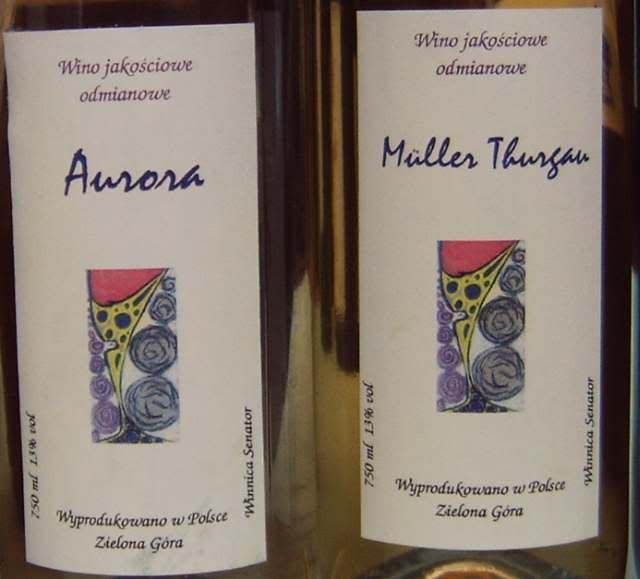 Wino jakościowe
odmianowe
Aurora
750 ml 13% vol
Winnica Senator
Wyprodukowano w Polsce
Zielona Góra
Wino jakościowe
odmianowe
Müller Thurgau
750 ml 13% vol
Winnica Senator
Wyprodukowano w Polsce
Zielona Góra